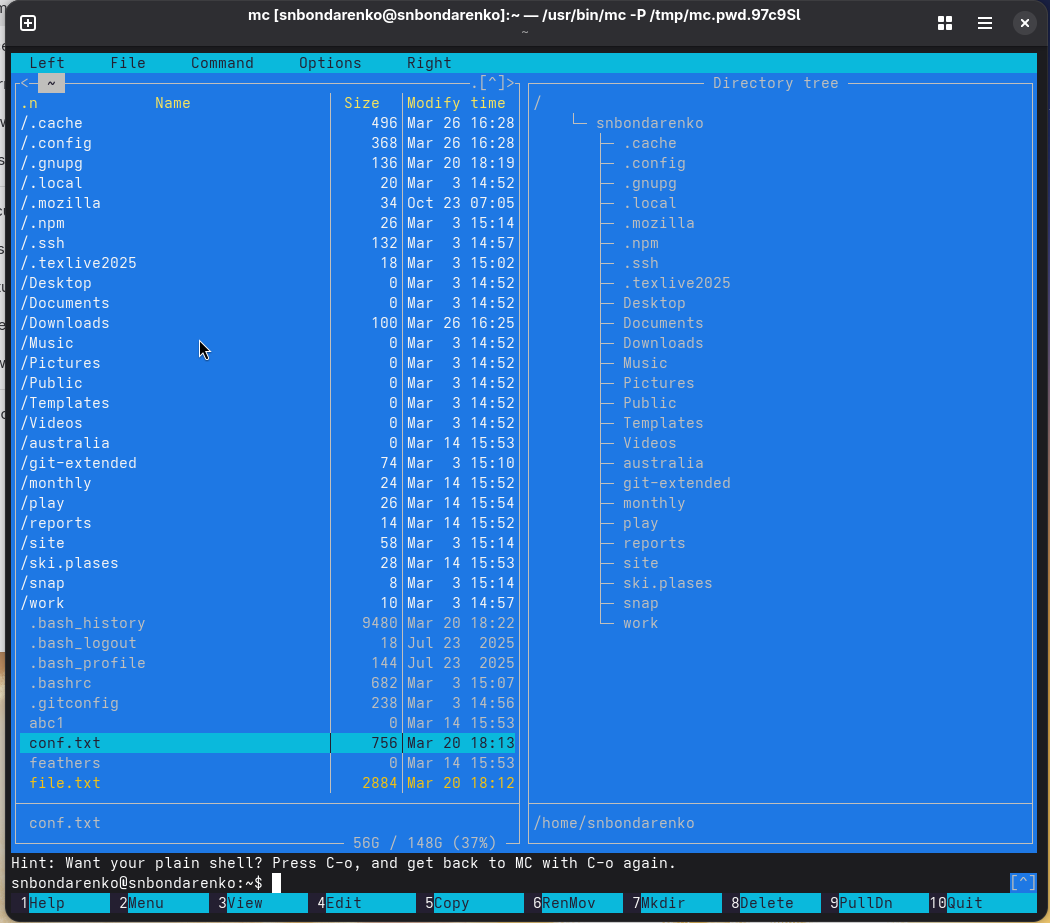 mc [snbondarenko@snbondarenko]:~ — /usr/bin/mc -P /tmp/mc.pwd.97c9Sl
~
Left File Command Options Right
<─ ~ .[^]>
.n Name Size Modify time
/.cache 496 Mar 26 16:28
/.config 368 Mar 26 16:28
/.gnupg 136 Mar 20 18:19
/.local 20 Mar 3 14:52
/.mozilla 34 Oct 23 07:05
/.npm 26 Mar 3 15:14
/.ssh 132 Mar 3 14:57
/.texlive2025 18 Mar 3 15:02
/Desktop 0 Mar 3 14:52
/Documents 0 Mar 3 14:52
/Downloads 100 Mar 26 16:25
/Music 0 Mar 3 14:52
/Pictures 0 Mar 3 14:52
/Public 0 Mar 3 14:52
/Templates 0 Mar 3 14:52
/Videos 0 Mar 3 14:52
/australia 0 Mar 14 15:53
/git-extended 74 Mar 3 15:10
/monthly 24 Mar 14 15:52
/play 26 Mar 14 15:54
/reports 14 Mar 14 15:52
/site 58 Mar 3 15:14
/ski.plases 28 Mar 14 15:53
/snap 8 Mar 3 15:14
/work 10 Mar 3 14:57
.bash_history 9480 Mar 20 18:22
.bash_logout 18 Jul 23 2025
.bash_profile 144 Jul 23 2025
.bashrc 682 Mar 3 15:07
.gitconfig 238 Mar 3 14:56
abc1 0 Mar 14 15:53
conf.txt 756 Mar 20 18:13
feathers 0 Mar 14 15:53
file.txt 2884 Mar 20 18:12
conf.txt
56G / 148G (37%)
Directory tree
/
snbondarenko
.cache
.config
.gnupg
.local
.mozilla
.npm
.ssh
.texlive2025
Desktop
Documents
Downloads
Music
Pictures
Public
Templates
Videos
australia
git-extended
monthly
play
reports
site
ski.plases
snap
work
/home/snbondarenko
Hint: Want your plain shell? Press C-o, and get back to MC with C-o again.
snbondarenko@snbondarenko:~$ [^]
1Help 2Menu 3View 4Edit 5Copy 6RenMov 7Mkdir 8Delete 9PullDn 10Quit